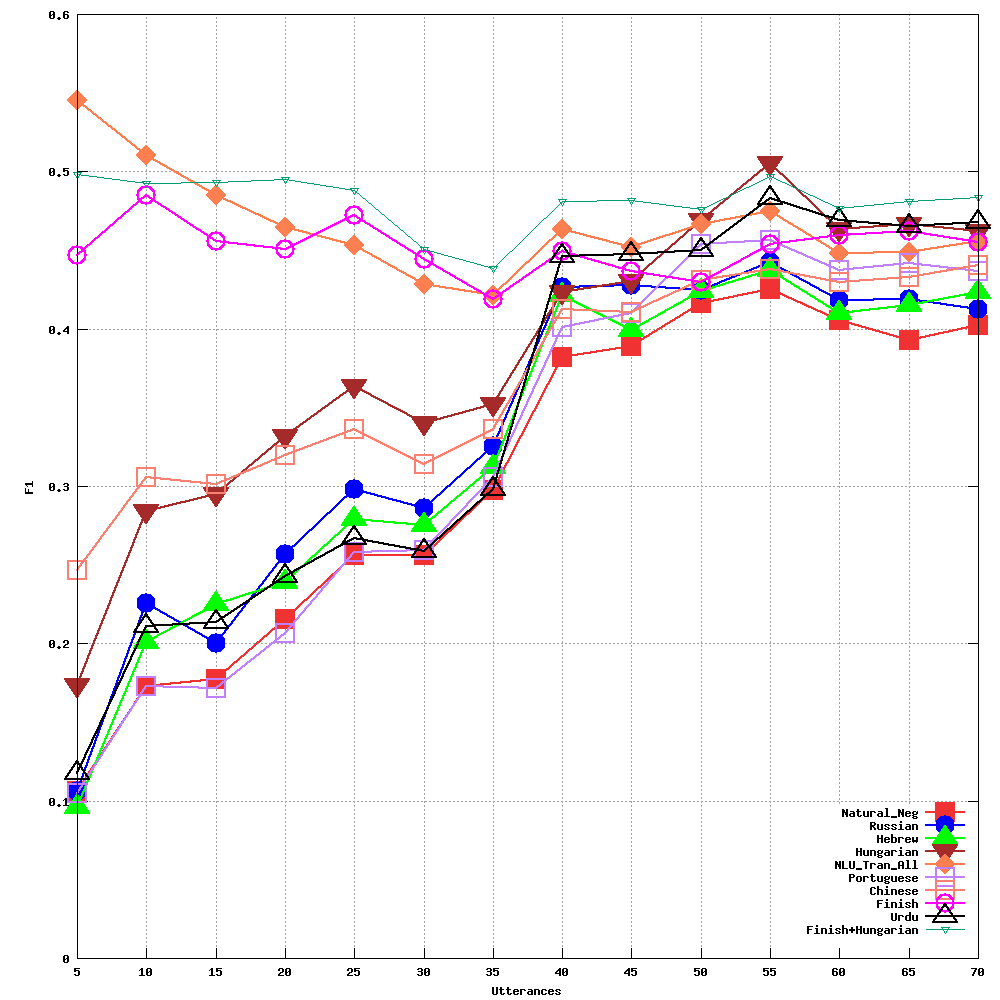 0.6
0.5
0.4
0.3
0.2
0.1
0
F1
5 10 15 20 25 30 35 40 45 50 55 60 65 70
Utterances
Natural_Neg
Russian
Hebrew
Hungarian
NLU_Tran_All
Portuguese
Chinese
Finish
Urdu
Finish+Hungarian